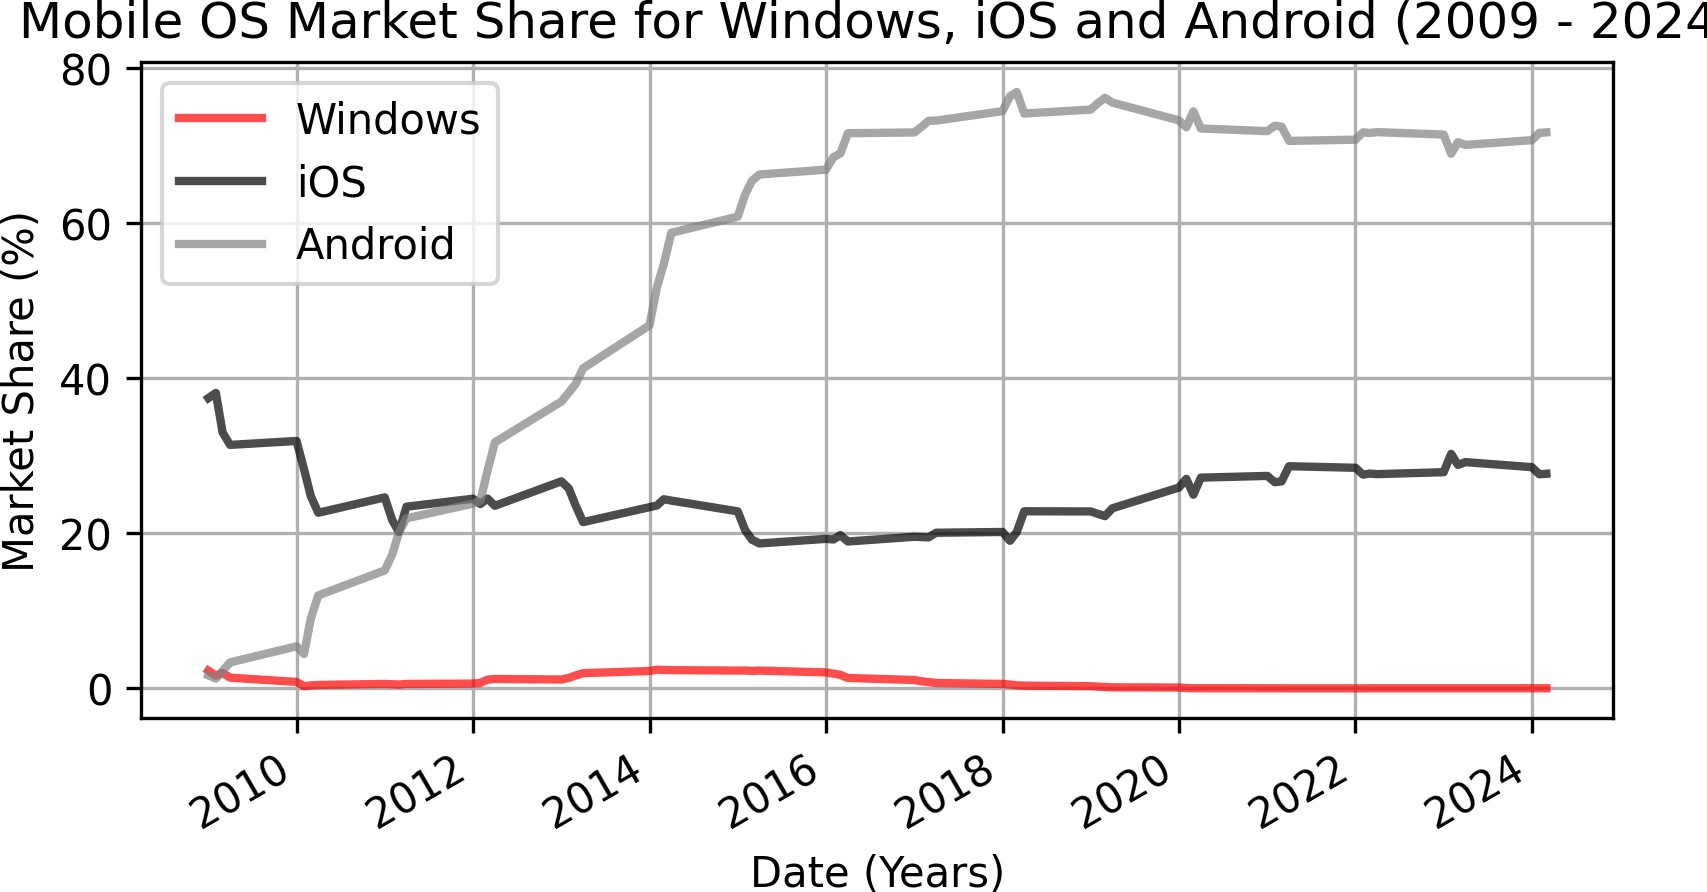 Mobile OS Market Share for Windows, iOS and Android (2009 - 2024
80
60
40
20
0
Market Share (%)
Windows
iOS
Android
2010
2012
2014
2016
2018
2020
2022
2024
Date (Years)